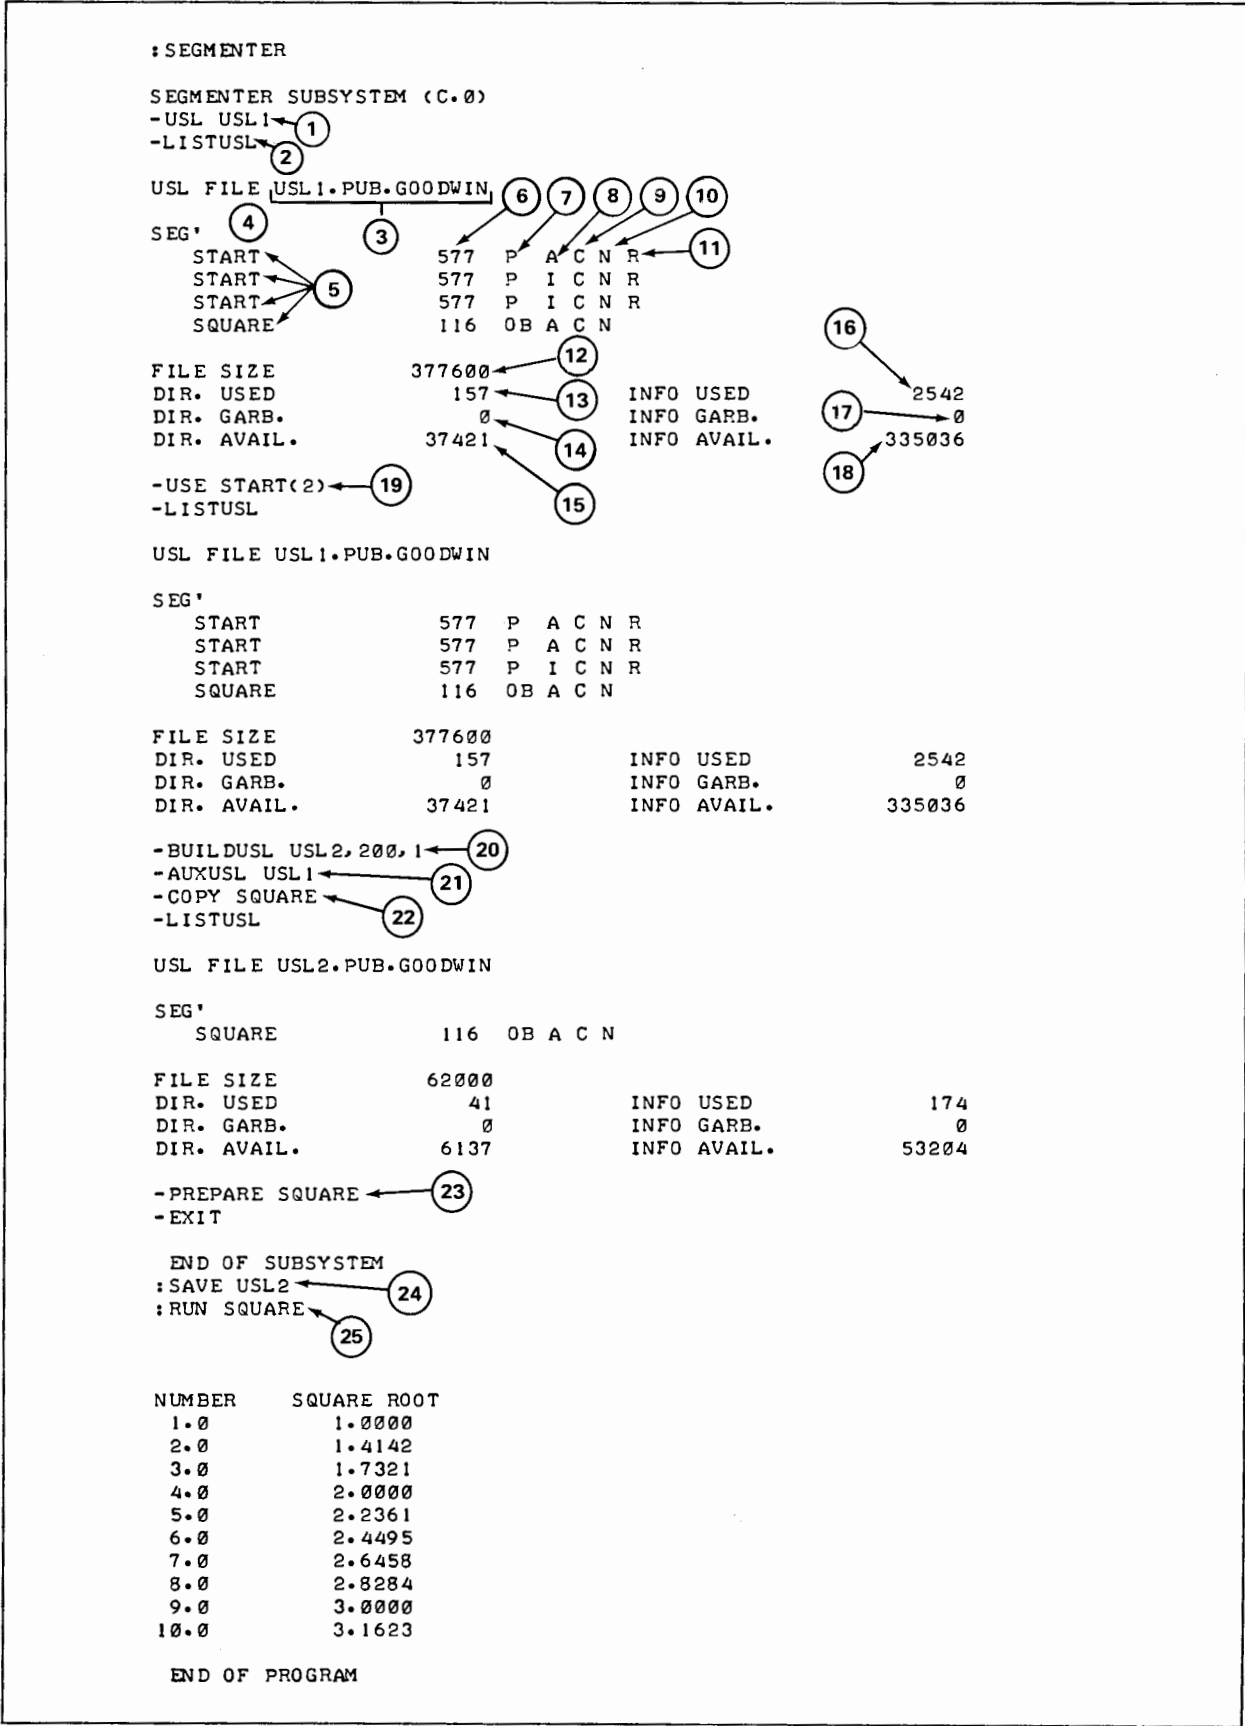 :SEGMENTER
SEGMENTER SUBSYSTEM (C.0)
-USL USL1 1
-LISTUSL 2
USL FILE USL1.PUB.GOODWIN 6 7 8 9 10
4 3
SEG' 11
START 577 P A C N R
START 577 P I C N R
5
START 577 P I C N R
SQUARE 116 OB A C N
16
12
FILE SIZE 377600
DIR. USED 157 13 INFO USED 2542
DIR. GARB. 0 INFO GARB. 17 0
DIR. AVAIL. 37421 14 INFO AVAIL. 335036
18
-USE START(2) 19
-LISTUSL 15
USL FILE USL1.PUB.GOODWIN
SEG'
START 577 P A C N R
START 577 P A C N R
START 577 P I C N R
SQUARE 116 OB A C N
FILE SIZE 377600
DIR. USED 157 INFO USED 2542
DIR. GARB. 0 INFO GARB. 0
DIR. AVAIL. 37421 INFO AVAIL. 335036
-BUILDUSL USL2,200,1 20
-AUXUSL USL1 21
-COPY SQUARE
-LISTUSL 22
USL FILE USL2.PUB.GOODWIN
SEG'
SQUARE 116 OB A C N
FILE SIZE 62000
DIR. USED 41 INFO USED 174
DIR. GARB. 0 INFO GARB. 0
DIR. AVAIL. 6137 INFO AVAIL. 53204
-PREPARE SQUARE 23
-EXIT
END OF SUBSYSTEM
:SAVE USL2 24
:RUN SQUARE
25
NUMBER SQUARE ROOT
1.0 1.0000
2.0 1.4142
3.0 1.7321
4.0 2.0000
5.0 2.2361
6.0 2.4495
7.0 2.6458
8.0 2.8284
9.0 3.0000
10.0 3.1623
END OF PROGRAM